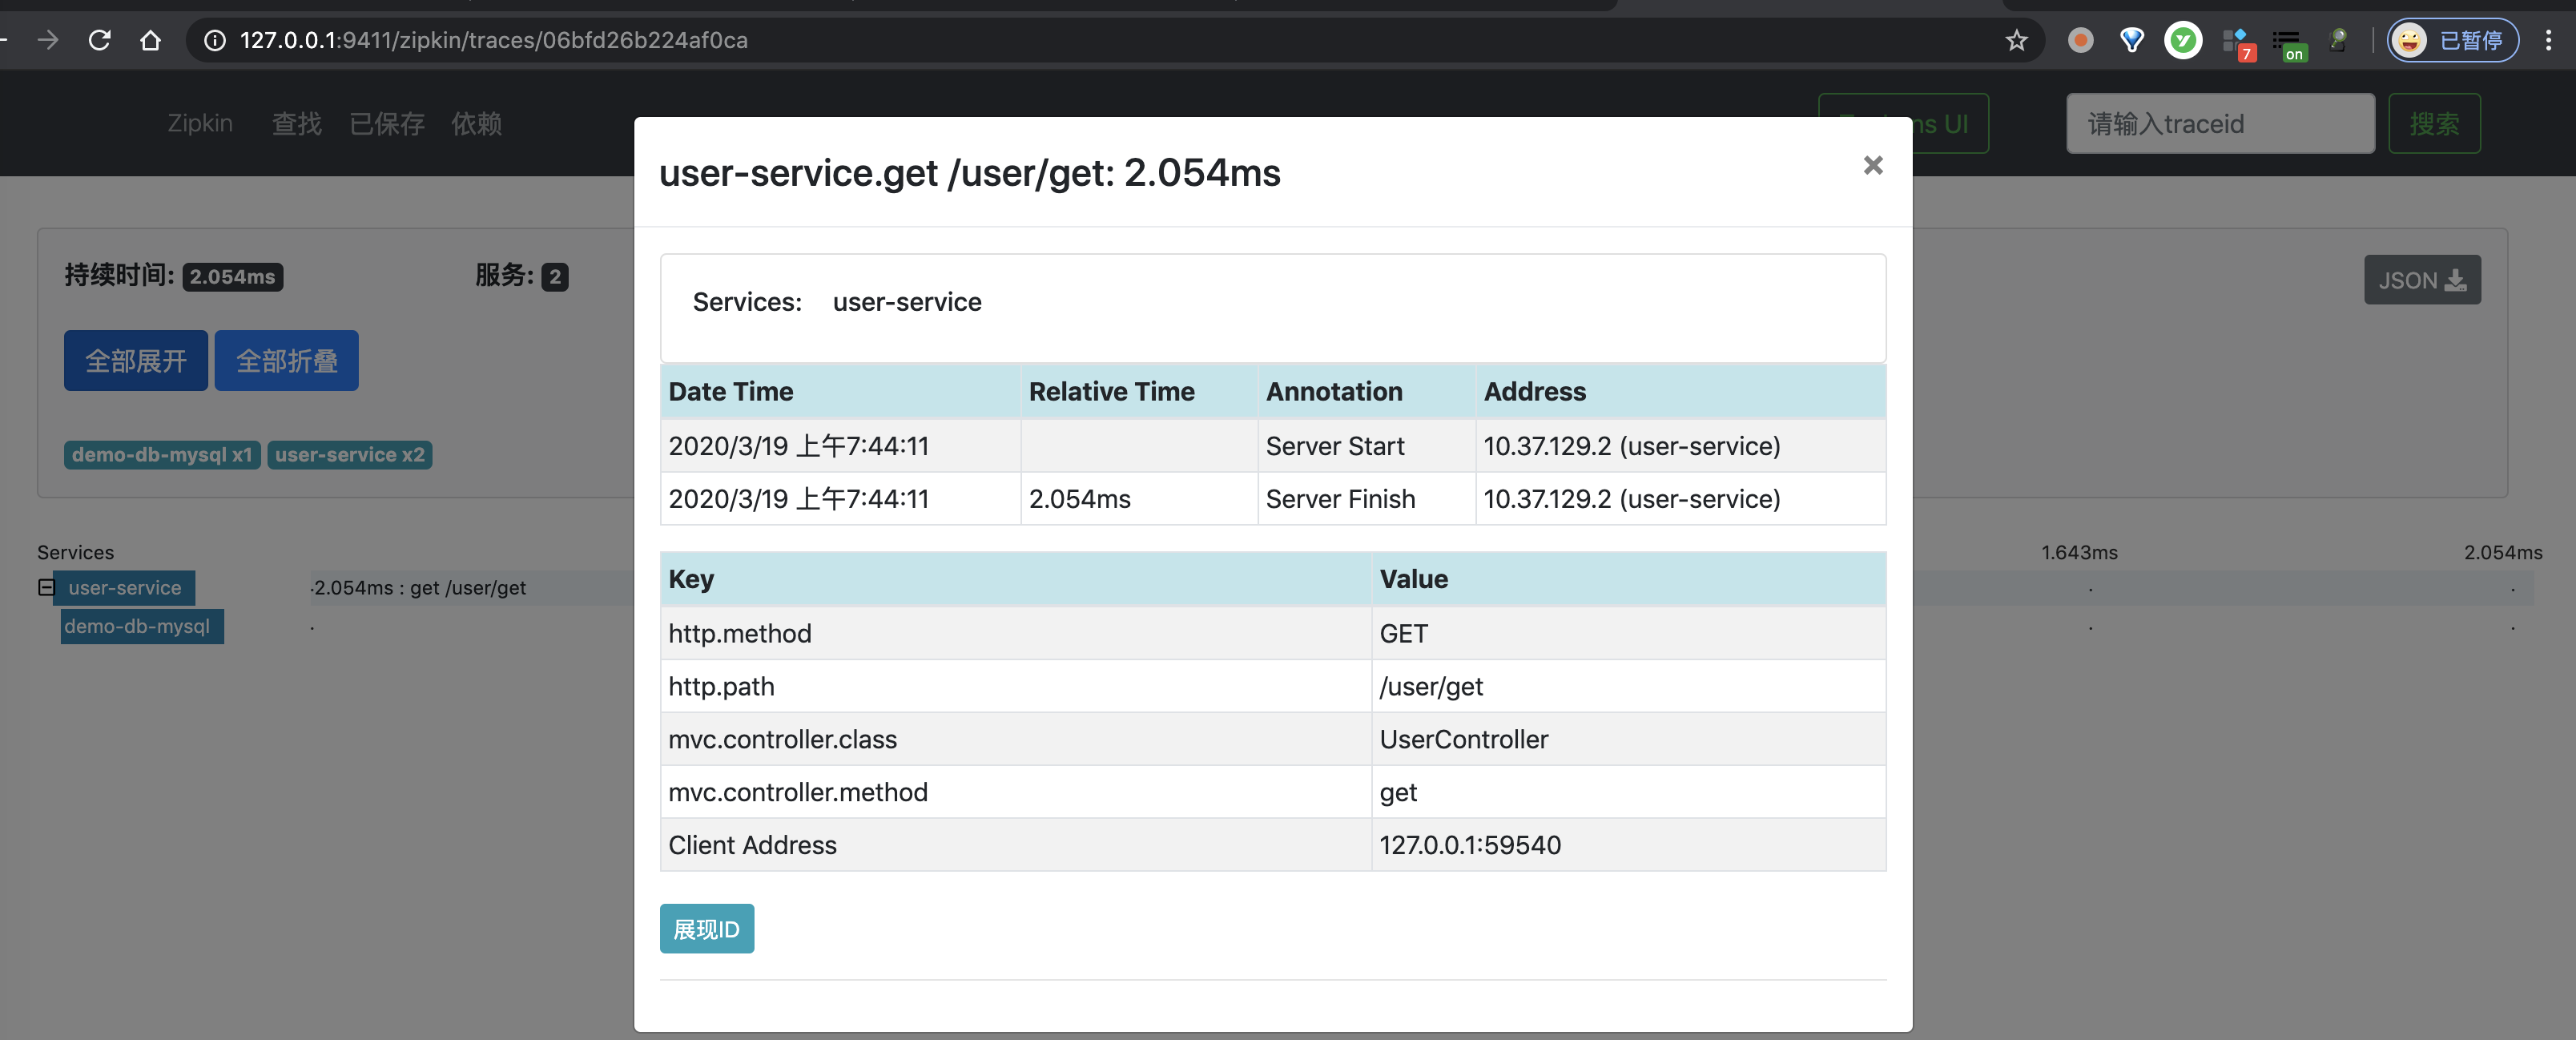 127.0.0.1:9411/zipkin/traces/06bfd26b224af0ca
7
on
已暂停
Zipkin 查找 已保存 依赖
ns UI
请输入traceid
搜索
user-service.get /user/get: 2.054ms
×
持续时间: 2.054ms
服务: 2
JSON
全部展开 全部折叠
demo-db-mysql x1 user-service x2
Services: user-service
Date Time Relative Time Annotation Address
2020/3/19 上午7:44:11 Server Start 10.37.129.2 (user-service)
2020/3/19 上午7:44:11 2.054ms Server Finish 10.37.129.2 (user-service)
Services 1.643ms 2.054ms
user-service 2.054ms : get /user/get
demo-db-mysql
Key Value
http.method GET
http.path /user/get
mvc.controller.class UserController
mvc.controller.method get
Client Address 127.0.0.1:59540
展现ID